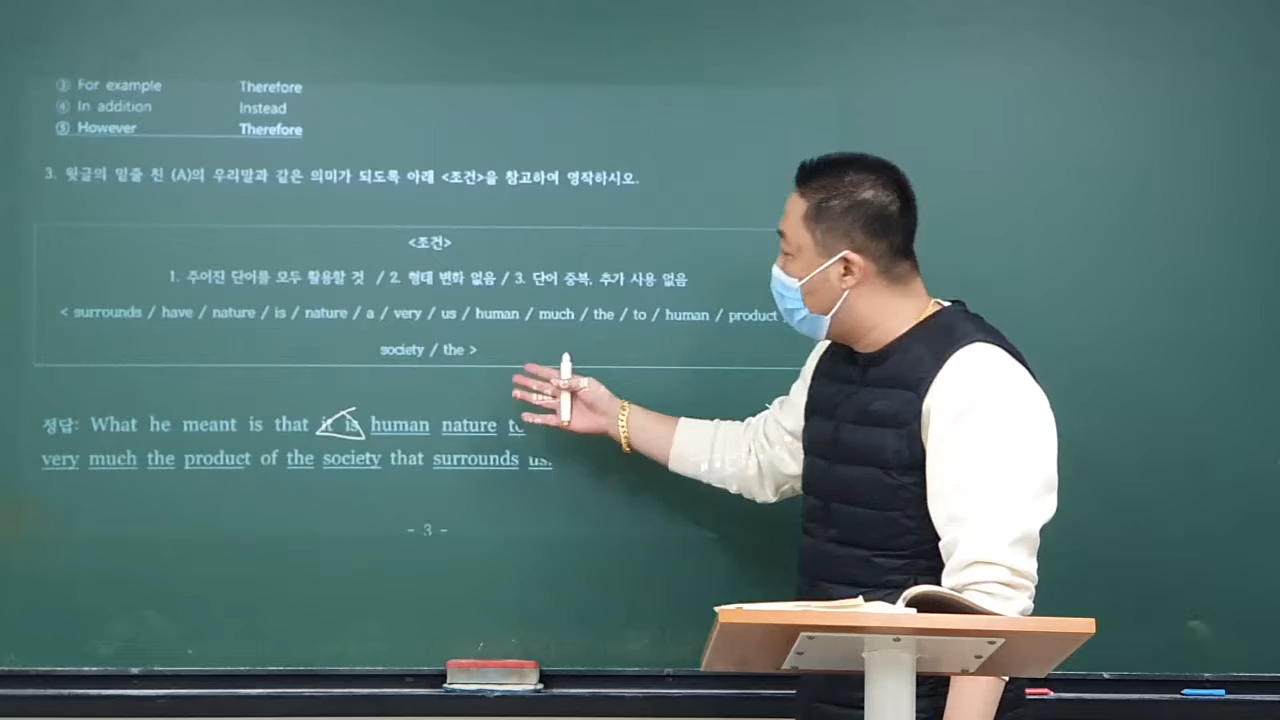 ③ For example Therefore
④ In addition Instead
⑤ However Therefore
3. 윗글의 밑줄 친 (A)의 우리말과 같은 의미가 되도록 아래 <조건>을 참고하여 영작하시오.
<조건>
1. 주어진 단어를 모두 활용할 것 / 2. 형태 변화 없음 / 3. 단어 중복, 추가 사용 없음
< surrounds / have / nature / is / nature / a / very / us / human / much / the / to / human / product
society / the >
정답: What he meant is that it is human nature
very much the product of the society that surrounds us.
- 3 -